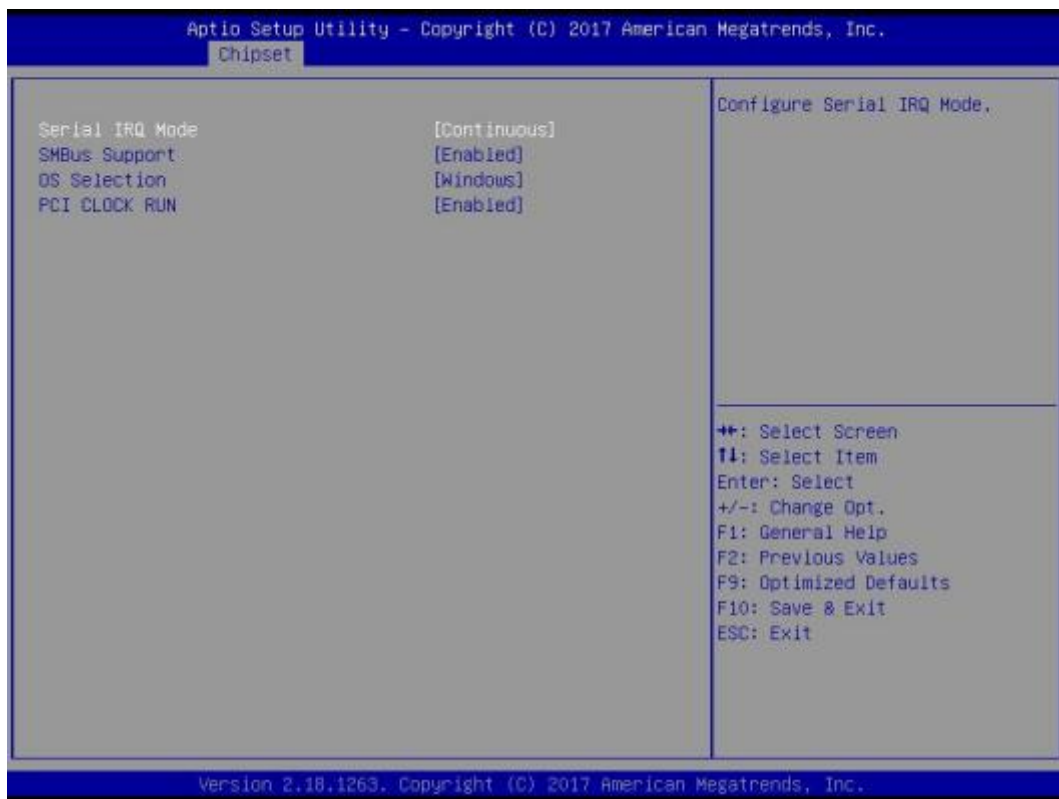 Aptio Setup Utility – Copyright (C) 2017 American Megatrends, Inc.
Chipset
Serial IRQ Mode [Continuous]
SMBus Support [Enabled]
OS Selection [Windows]
PCI CLOCK RUN [Enabled]
Configure Serial IRQ Mode.
→←: Select Screen
↑↓: Select Item
Enter: Select
+/-: Change Opt.
F1: General Help
F2: Previous Values
F9: Optimized Defaults
F10: Save & Exit
ESC: Exit
Version 2.18.1263. Copyright (C) 2017 American Megatrends, Inc.